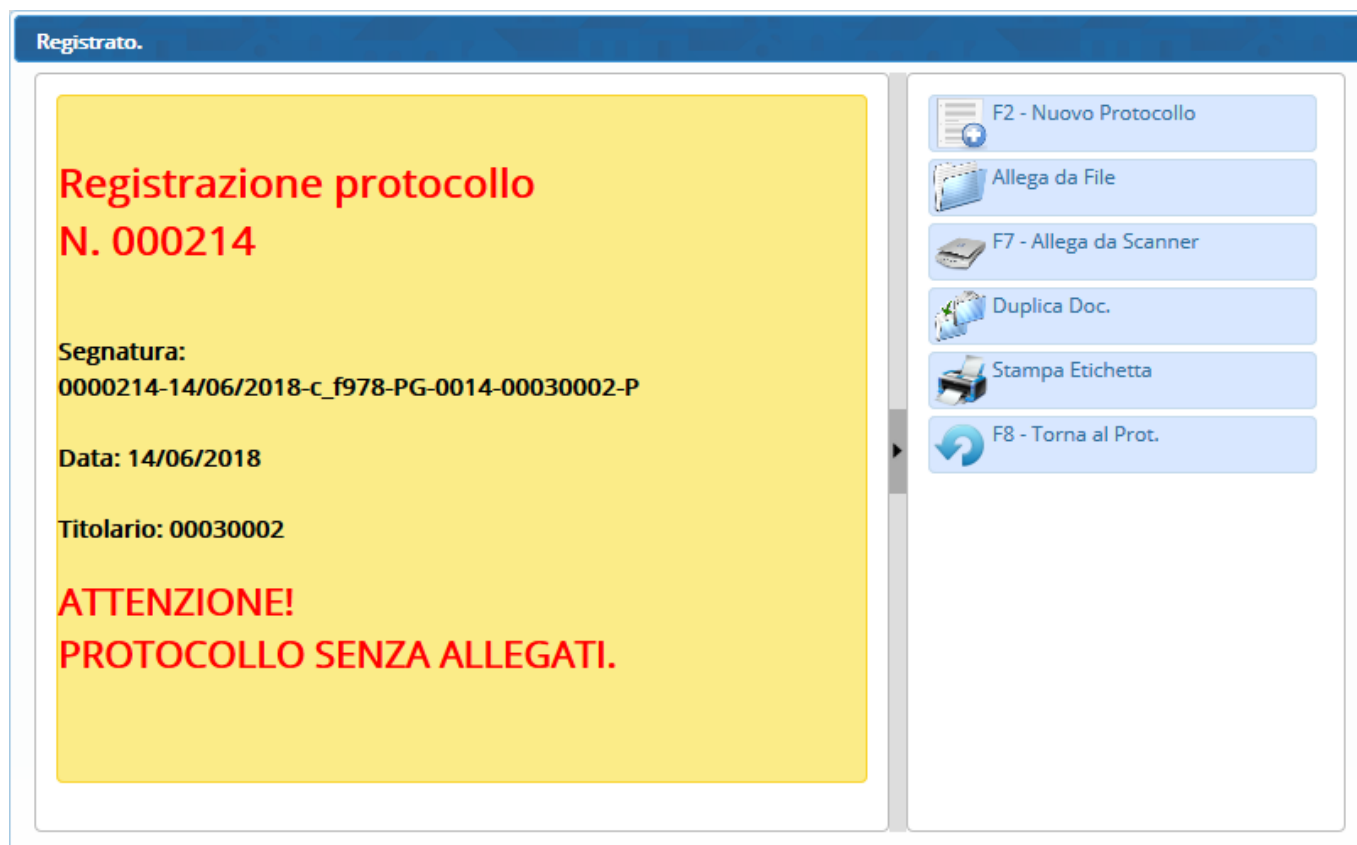 Registrato.
Registrazione protocollo
N. 000214
Segnatura:
0000214-14/06/2018-c_f978-PG-0014-00030002-P
Data: 14/06/2018
Titolario: 00030002
ATTENZIONE!
PROTOCOLLO SENZA ALLEGATI.
F2 - Nuovo Protocollo
Allega da File
F7 - Allega da Scanner
Duplica Doc.
Stampa Etichetta
F8 - Torna al Prot.